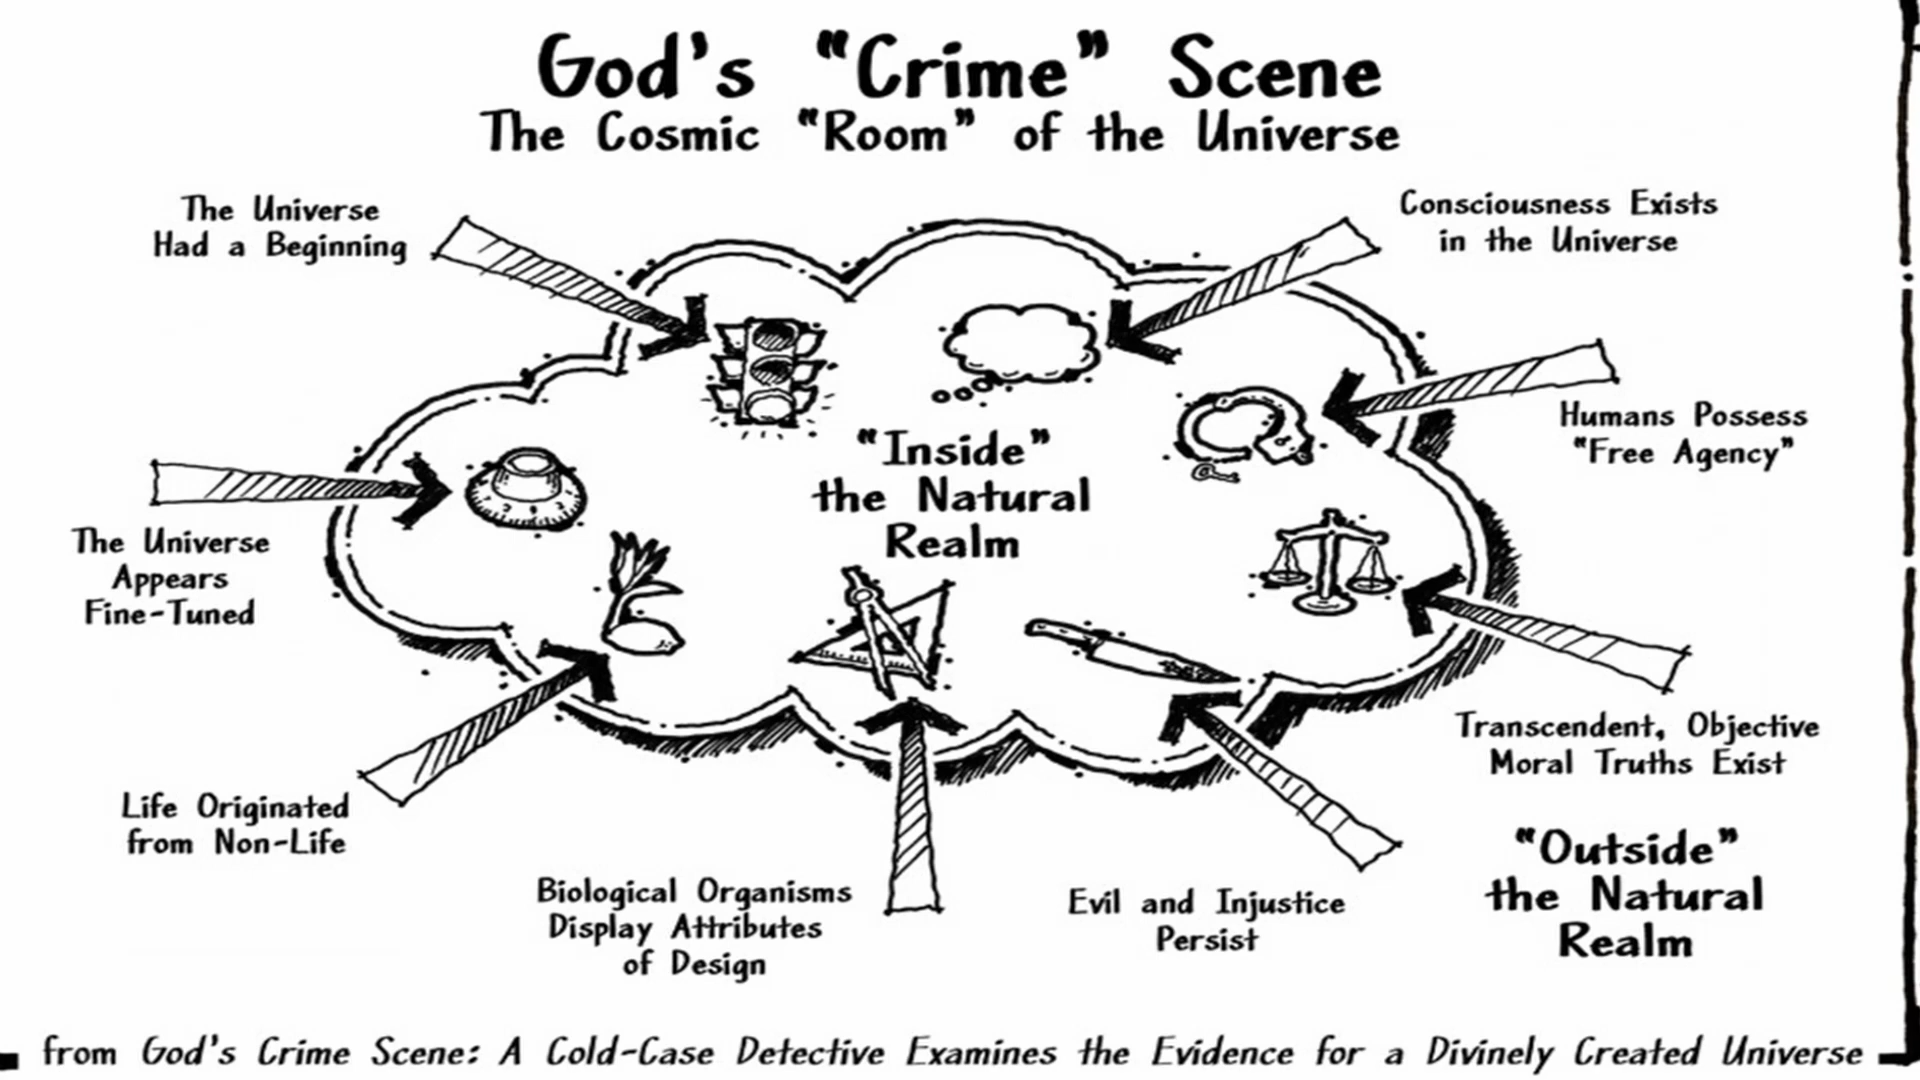 God's "Crime" Scene
The Cosmic "Room" of the Universe
The Universe
Had a Beginning
Consciousness Exists
in the Universe
Humans Possess
"Free Agency"
"Inside"
the Natural
Realm
The Universe
Appears
Fine-Tuned
Transcendent, Objective
Moral Truths Exist
Life Originated
from Non-Life
Biological Organisms
Display Attributes
of Design
Evil and Injustice
Persist
"Outside"
the Natural
Realm
from God's Crime Scene: A Cold-Case Detective Examines the Evidence for a Divinely Created Universe